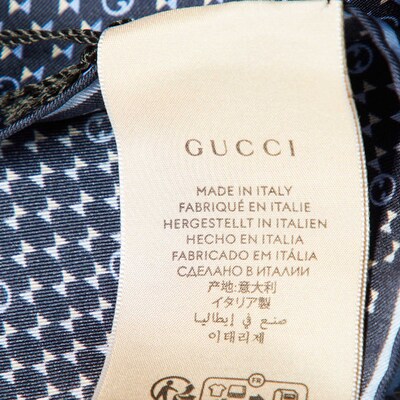 GUCCI
MADE IN ITALY
FABRIQUÉ EN ITALIE
HERGESTELLT IN ITALIEN
HECHO EN ITALIA
FABRICADO EM ITÁLIA
СДЕЛАНО В ИТАЛИИ
产地:意大利
イタリア製
صنع في إيطاليا
이태리제
FR